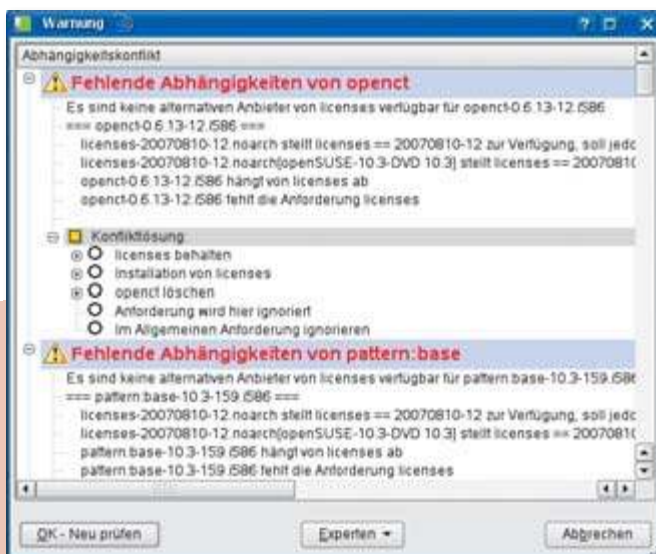 Warnung
Abhängigkeitskonflikt
Fehlende Abhängigkeiten von openct
Es sind keine alternativen Anbieter von licenses verfügbar für openct-0.6.13-12.i586
=== openct-0.6.13-12.i586 ===
licenses-20070810-12.noarch stellt licenses == 20070810-12 zur Verfügung, soll jedc
licenses-20070810-12.noarch[openSUSE-10.3-DVD 10.3] stellt licenses == 2007081(
openct-0.6.13-12.i586 hängt von licenses ab
openct-0.6.13-12.i586 fehlt die Anforderung licenses
Konfliktlösung:
licenses behalten
Installation von licenses
openct löschen
Anforderung wird hier ignoriert
Im Allgemeinen Anforderung ignorieren
Fehlende Abhängigkeiten von pattern:base
Es sind keine alternativen Anbieter von licenses verfügbar für pattern:base-10.3-159.i586
=== pattern:base-10.3-159.i586 ===
licenses-20070810-12.noarch stellt licenses == 20070810-12 zur Verfügung, soll jedc
licenses-20070810-12.noarch[openSUSE-10.3-DVD 10.3] stellt licenses == 2007081(
pattern:base-10.3-159.i586 hängt von licenses ab
pattern:base-10.3-159.i586 fehlt die Anforderung licenses
OK - Neu prüfen
Experten
Abbrechen